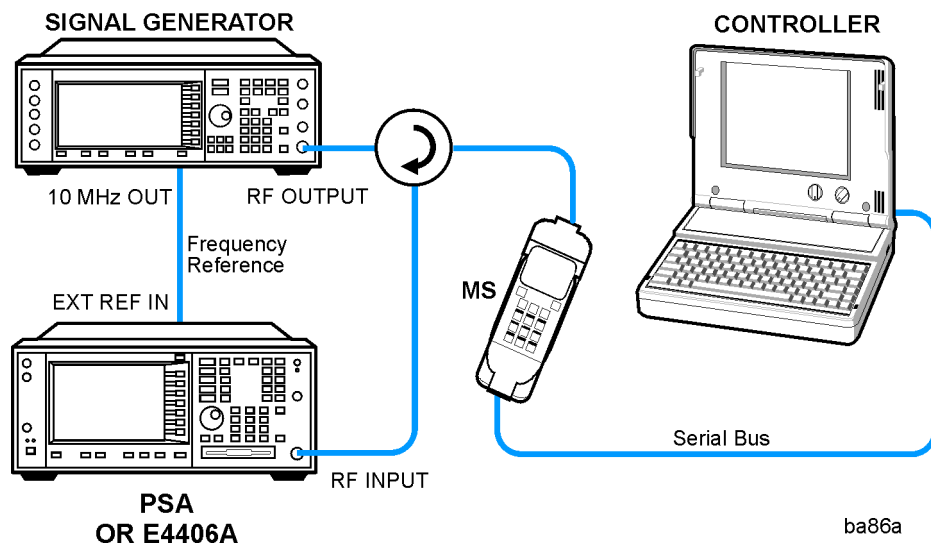 SIGNAL GENERATOR
CONTROLLER
10 MHz OUT
RF OUTPUT
Frequency
Reference
MS
EXT REF IN
Serial Bus
RF INPUT
PSA
OR E4406A
ba86a